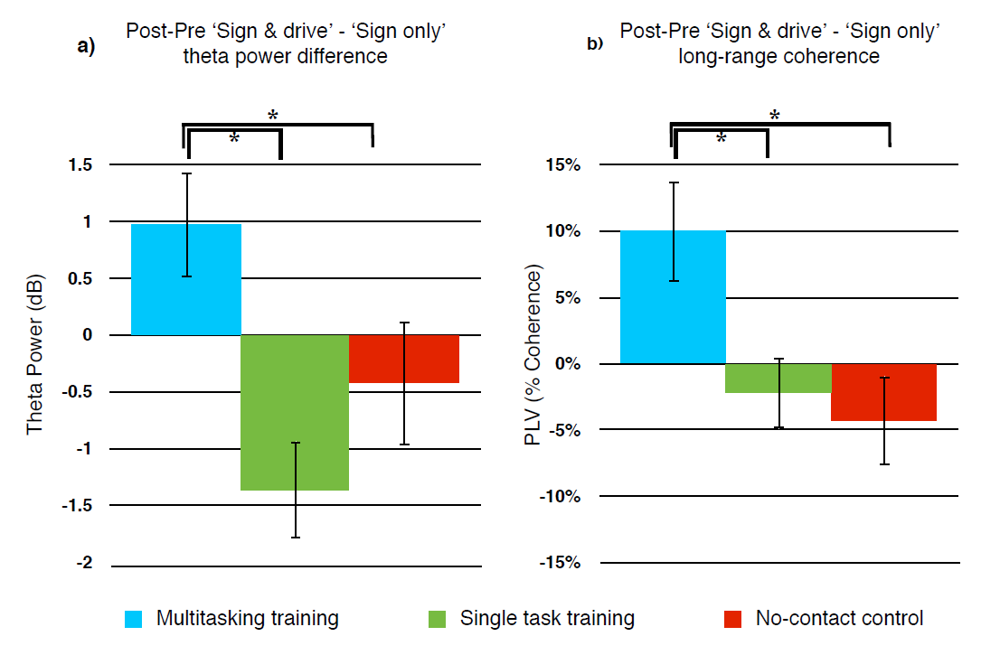 a)
Post-Pre ‘Sign & drive’ - ‘Sign only’
theta power difference
*
*
1.5
1
0.5
0
-0.5
-1
-1.5
-2
Theta Power (dB)
b)
Post-Pre ‘Sign & drive’ - ‘Sign only’
long-range coherence
*
*
15%
10%
5%
0%
-5%
-10%
-15%
PLV (% Coherence)
Multitasking training
Single task training
No-contact control